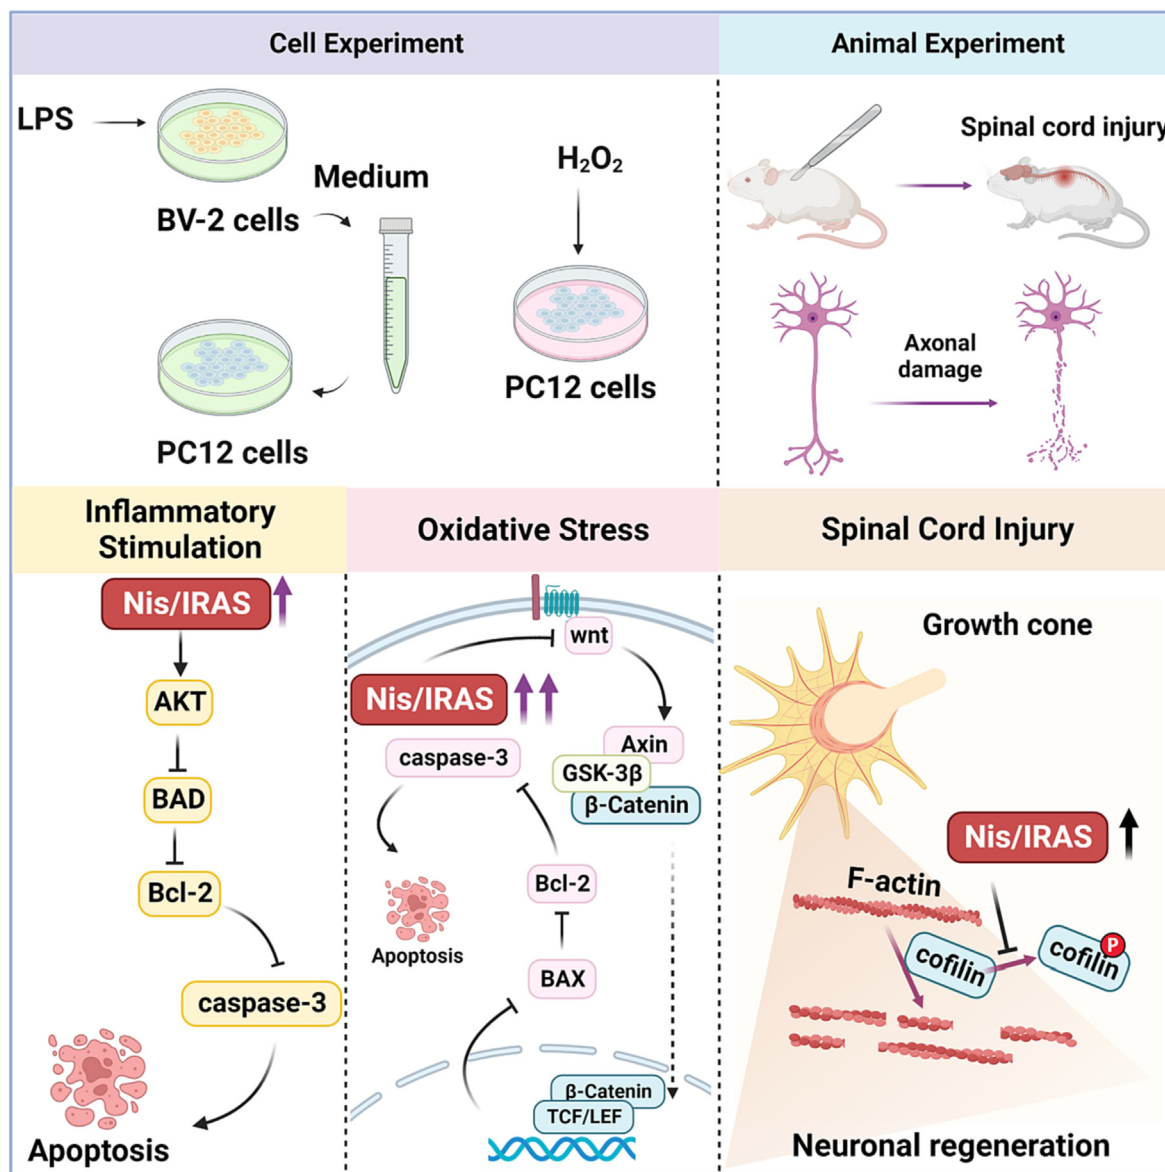 Cell Experiment
Animal Experiment
LPS
BV-2 cells
Medium
PC12 cells
H₂O₂
PC12 cells
Spinal cord injury
Axonal
damage
Inflammatory
Stimulation
Oxidative Stress
Spinal Cord Injury
Nis/IRAS
AKT
BAD
Bcl-2
caspase-3
Apoptosis
wnt
Nis/IRAS
caspase-3
Axin
GSK-3β
β-Catenin
Bcl-2
Apoptosis
BAX
β-Catenin
TCF/LEF
Growth cone
Nis/IRAS
F-actin
cofilin
P
cofilin
Neuronal regeneration